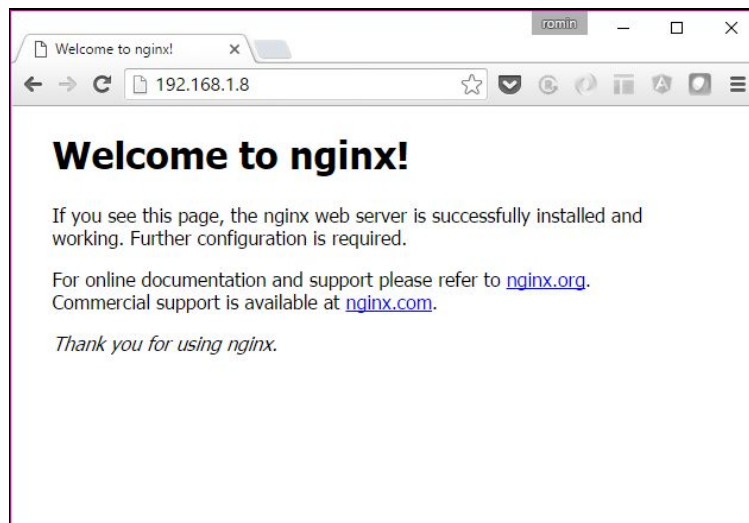 romin
Welcome to nginx!
192.168.1.8
Welcome to nginx!
If you see this page, the nginx web server is successfully installed and
working. Further configuration is required.
For online documentation and support please refer to nginx.org.
Commercial support is available at nginx.com.
Thank you for using nginx.